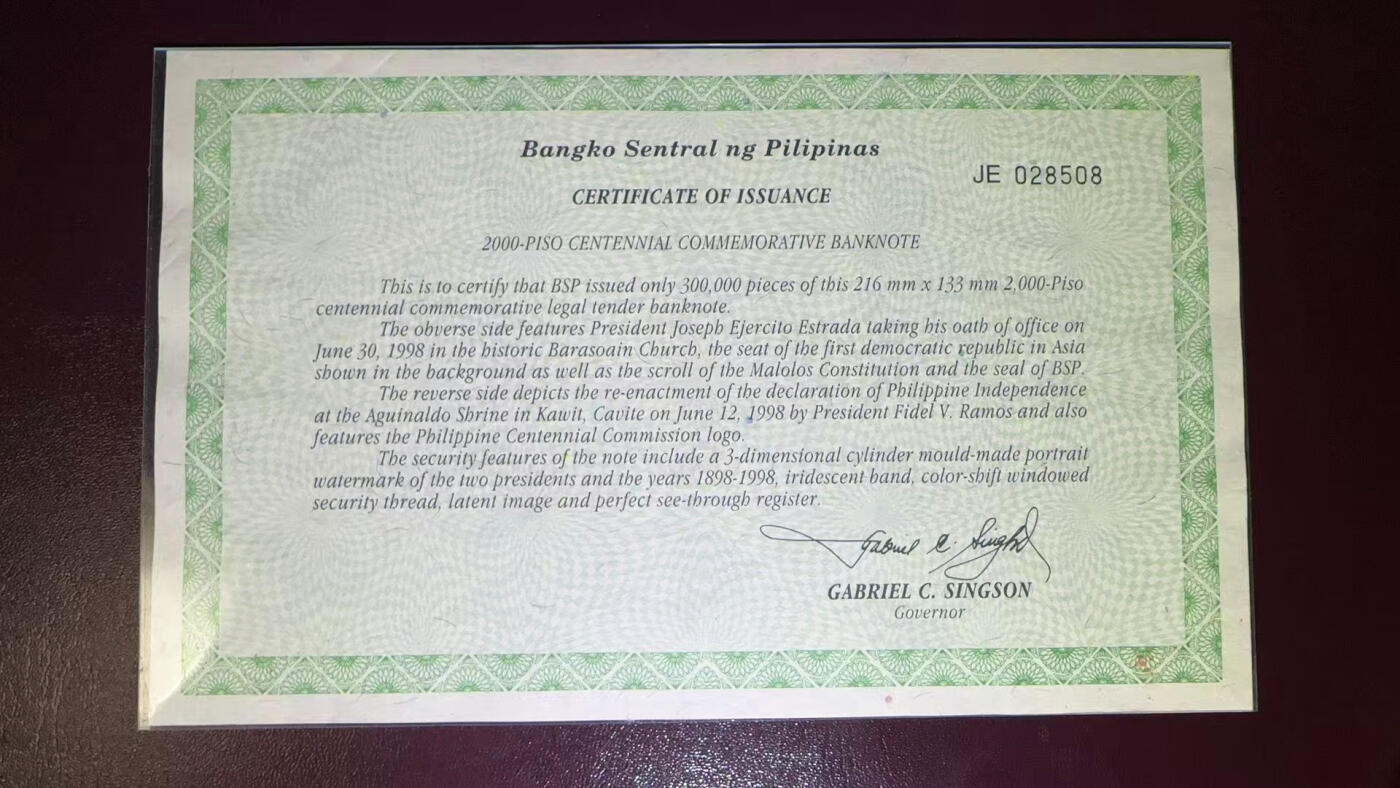 Bangko Sentral ng Pilipinas
JE 028508
CERTIFICATE OF ISSUANCE
2000-PISO CENTENNIAL COMMEMORATIVE BANKNOTE
This is to certify that BSP issued only 300,000 pieces of this 216 mm x 133 mm 2,000-Piso
centennial commemorative legal tender banknote.
The obverse side features President Joseph Ejercito Estrada taking his oath of office on
June 30, 1998 in the historic Barasoain Church, the seat of the first democratic republic in Asia
shown in the background as well as the scroll of the Malolos Constitution and the seal of BSP.
The reverse side depicts the re-enactment of the declaration of Philippine Independence
at the Aguinaldo Shrine in Kawit, Cavite on June 12, 1998 by President Fidel V. Ramos and also
features the Philippine Centennial Commission logo.
The security features of the note include a 3-dimensional cylinder mould-made portrait
watermark of the two presidents and the years 1898-1998, iridescent band, color-shift windowed
security thread, latent image and perfect see-through register.
Gabriel C. Singson
GABRIEL C. SINGSON
Governor